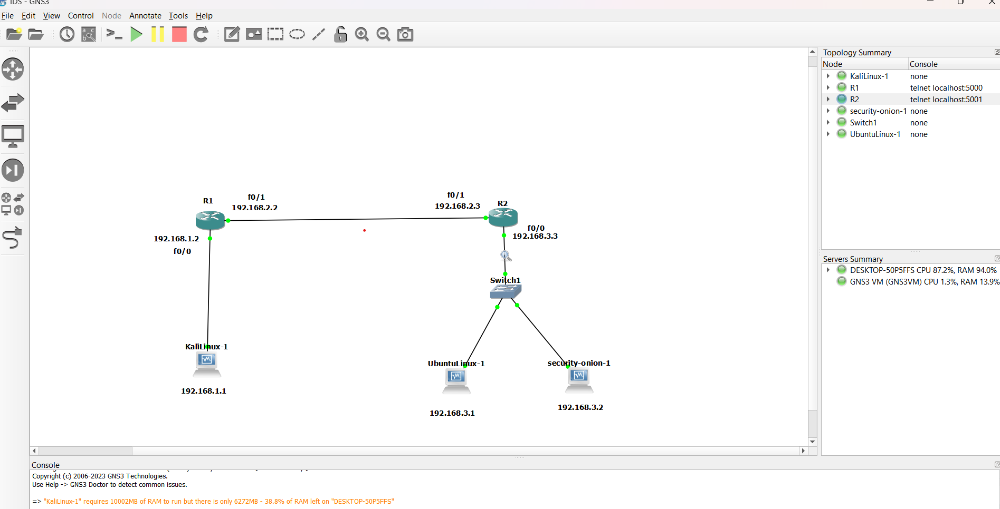 IDS - GNS3
File Edit View Control Node Annotate Tools Help
Topology Summary
Node Console
KaliLinux-1 none
R1 telnet localhost:5000
R2 telnet localhost:5001
security-onion-1 none
Switch1 none
UbuntuLinux-1 none
f0/1
192.168.2.2
R1
192.168.1.2
f0/0
f0/1
192.168.2.3
R2
f0/0
192.168.3.3
Switch1
KaliLinux-1
192.168.1.1
UbuntuLinux-1
192.168.3.1
security-onion-1
192.168.3.2
Servers Summary
DESKTOP-50P5FFS CPU 87.2%, RAM 94.0%
GNS3 VM (GNS3VM) CPU 1.3%, RAM 13.9%
Console
Copyright (c) 2006-2023 GNS3 Technologies.
Use Help -> GNS3 Doctor to detect common issues.
=> "KaliLinux-1" requires 10002MB of RAM to run but there is only 6272MB - 38.8% of RAM left on "DESKTOP-50P5FFS"